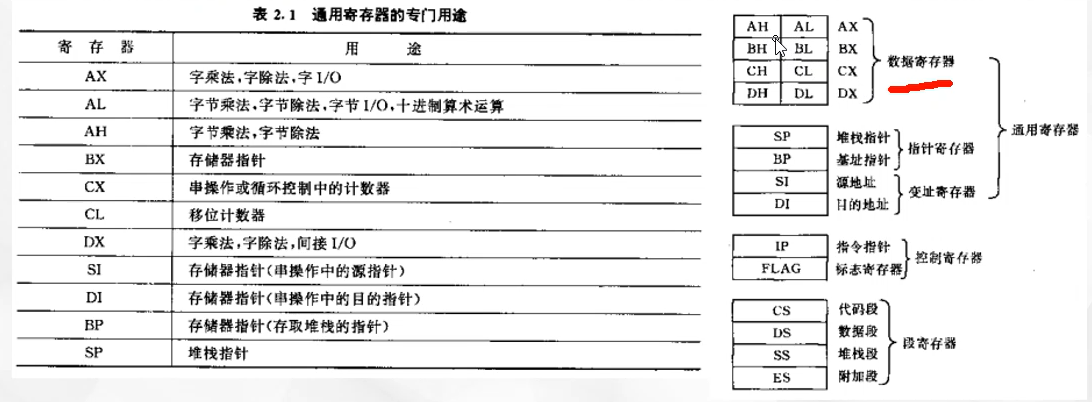 表 2.1 通用寄存器的专门用途
寄 存 器 用 途
AX 字乘法,字除法,字 I/O
AL 字节乘法,字节除法,字节 I/O,十进制算术运算
AH 字节乘法,字节除法
BX 存储器指针
CX 串操作或循环控制中的计数器
CL 移位计数器
DX 字乘法,字除法,间接 I/O
SI 存储器指针(串操作中的源指针)
DI 存储器指针(串操作中的目的指针)
BP 存储器指针(存取堆栈的指针)
SP 堆栈指针
AH AL AX
BH BL BX
CH CL CX
DH DL DX
数据寄存器
SP 堆栈指针
BP 基址指针
指针寄存器
SI 源地址
DI 目的地址
变址寄存器
通用寄存器
IP 指令指针
FLAG 标志寄存器
控制寄存器
CS 代码段
DS 数据段
SS 堆栈段
ES 附加段
段寄存器